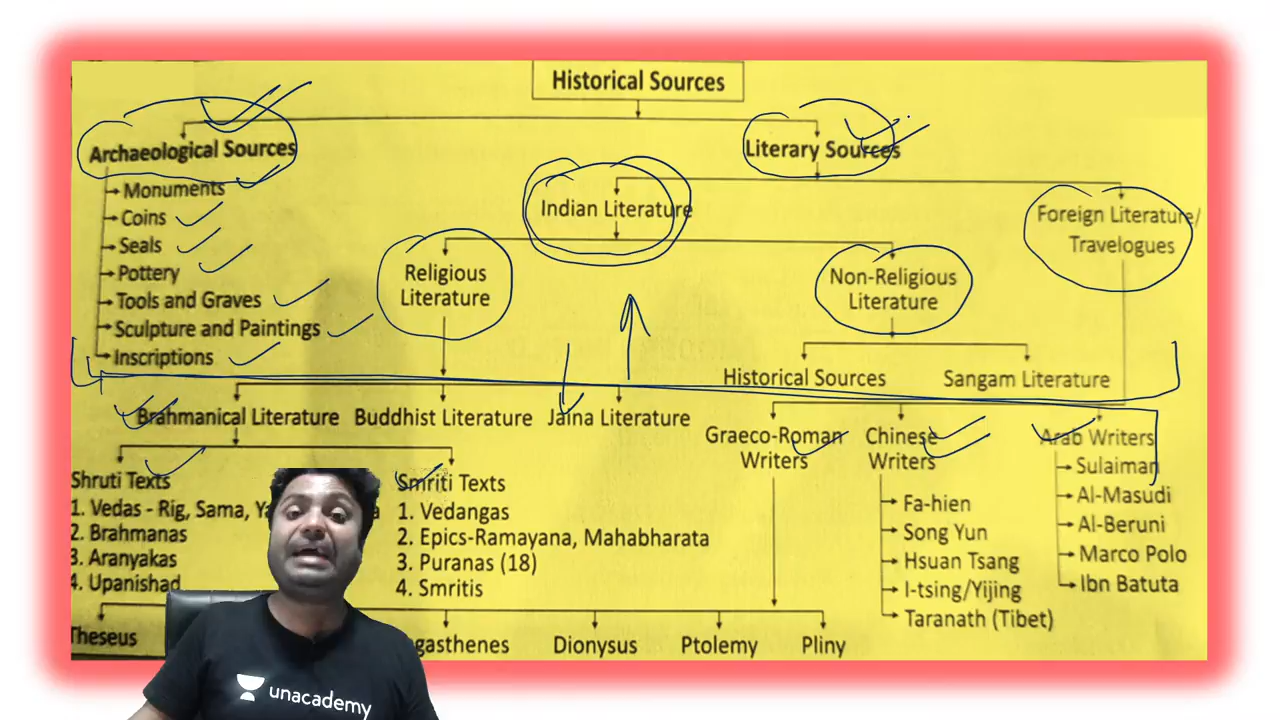 Historical Sources
Archaeological Sources
Monuments
Coins
Seals
Pottery
Tools and Graves
Sculpture and Paintings
Inscriptions
Literary Sources
Indian Literature
Foreign Literature/
Travelogues
Religious
Literature
Non-Religious
Literature
Historical Sources
Sangam Literature
Brahmanical Literature
Buddhist Literature
Jaina Literature
Shruti Texts
1. Vedas - Rig, Sama,
2. Brahmanas
3. Aranyakas
4. Upanishad
Smriti Texts
1. Vedangas
2. Epics-Ramayana, Mahabharata
3. Puranas (18)
4. Smritis
Graeco-Roman
Writers
Chinese
Writers
Fa-hien
Song Yun
Hsuan Tsang
I-tsing/Yijing
Taranath (Tibet)
Arab Writers
Sulaiman
Al-Masudi
Al-Beruni
Marco Polo
Ibn Batuta
Theseus
gasthenes
Dionysus
Ptolemy
Pliny
unacademy